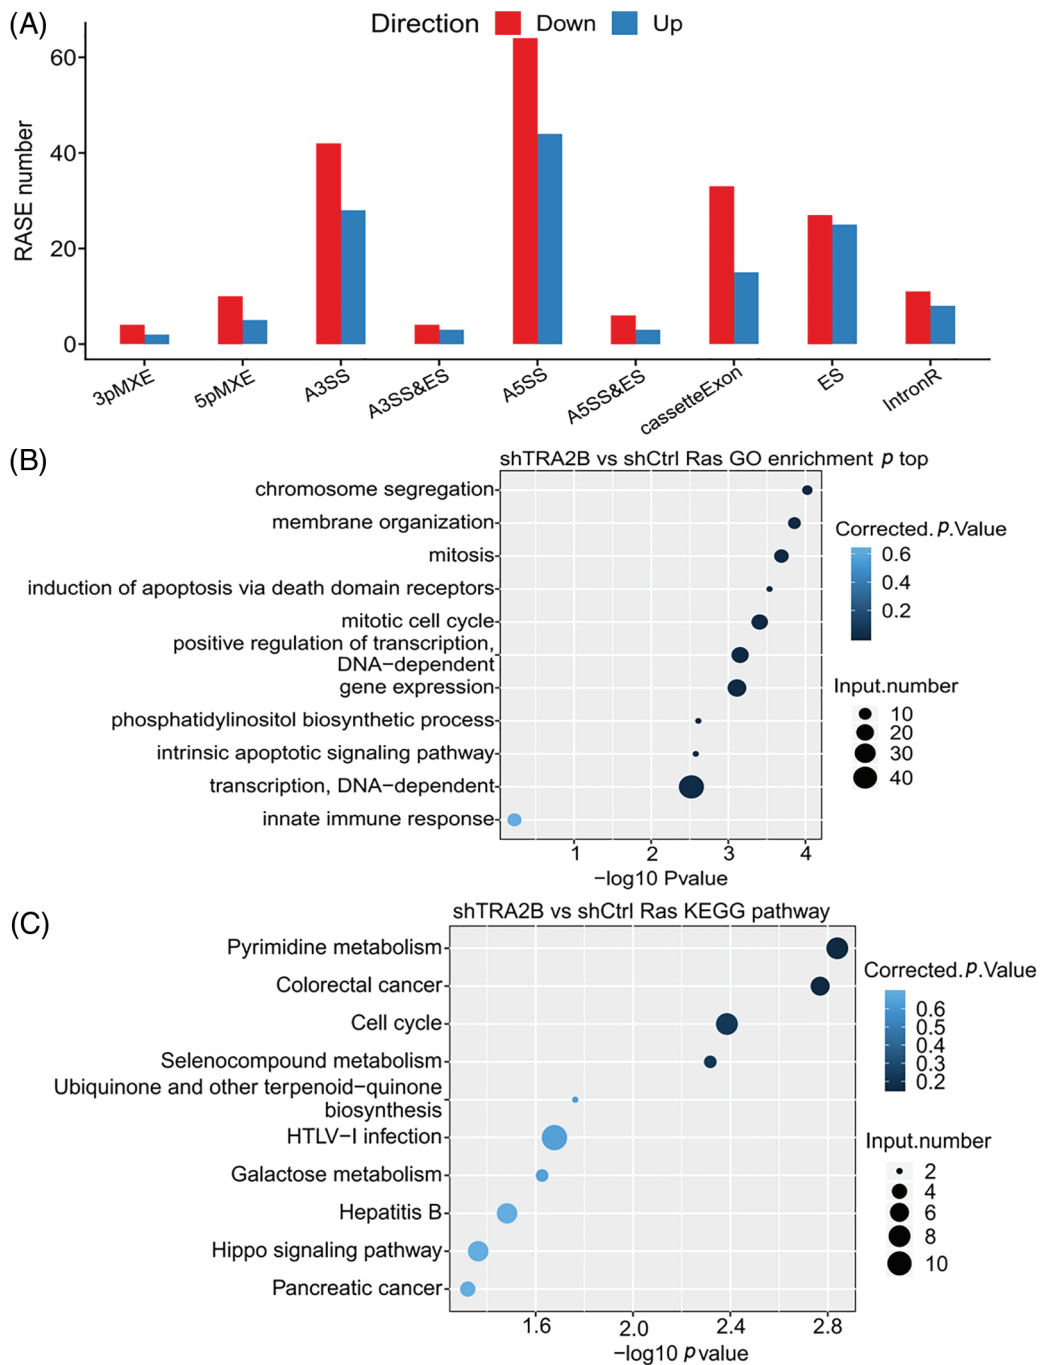 (A)
Direction Down Up
RASE number
60
40
20
0
3pMXE 5pMXE A3SS A3SS&ES A5SS A5SS&ES cassetteExon ES IntronR
(B)
shTRA2B vs shCtrl Ras GO enrichment p top
chromosome segregation
membrane organization
mitosis
induction of apoptosis via death domain receptors
mitotic cell cycle
positive regulation of transcription,
DNA−dependent
gene expression
phosphatidylinositol biosynthetic process
intrinsic apoptotic signaling pathway
transcription, DNA−dependent
innate immune response
1 2 3 4
−log10 Pvalue
Corrected.p.Value
0.6
0.4
0.2
Input.number
10
20
30
40
(C)
shTRA2B vs shCtrl Ras KEGG pathway
Pyrimidine metabolism
Colorectal cancer
Cell cycle
Selenocompound metabolism
Ubiquinone and other terpenoid−quinone
biosynthesis
HTLV−I infection
Galactose metabolism
Hepatitis B
Hippo signaling pathway
Pancreatic cancer
1.6 2.0 2.4 2.8
−log10 pvalue
Corrected.p.Value
0.6
0.5
0.4
0.3
0.2
Input.number
2
4
6
8
10